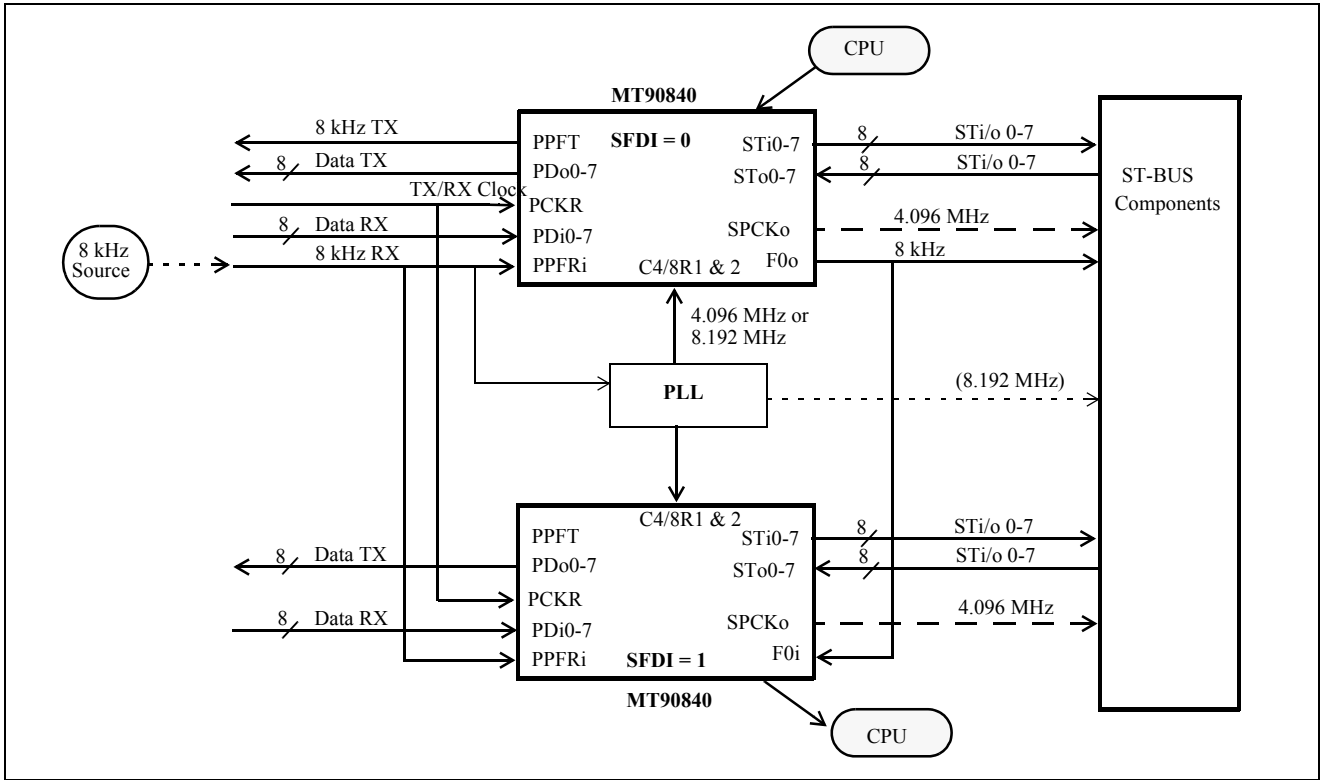 CPU
MT90840
8 kHz TX
PPFT
SFDI = 0
STi0-7
8
STi/o 0-7
8
Data TX
PDo0-7
STo0-7
8
STi/o 0-7
ST-BUS
Components
TX/RX Clock
PCKR
8
Data RX
PDi0-7
SPCKo
4.096 MHz
8 kHz
Source
8 kHz RX
PPFRi
C4/8R1 & 2
F0o
8 kHz
4.096 MHz or
8.192 MHz
PLL
(8.192 MHz)
C4/8R1 & 2
PPFT
STi0-7
8
STi/o 0-7
8
Data TX
PDo0-7
STo0-7
8
STi/o 0-7
PCKR
8
Data RX
PDi0-7
SPCKo
4.096 MHz
PPFRi
SFDI = 1
F0i
MT90840
CPU